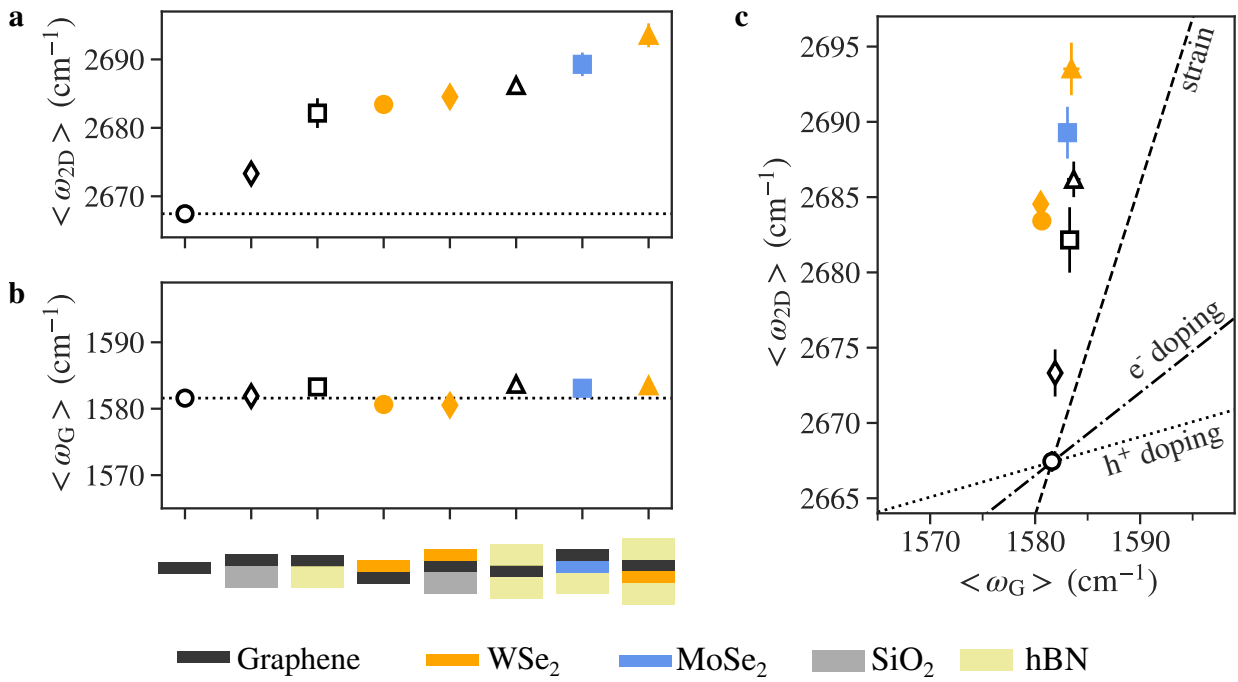 a
<ω2D> (cm⁻¹)
2690
2680
2670
b
<ωG> (cm⁻¹)
1590
1580
1570
c
<ω2D> (cm⁻¹)
2695
2690
2685
2680
2675
2670
2665
strain
e⁻ doping
h⁺ doping
1570 1580 1590
<ωG> (cm⁻¹)
Graphene WSe₂ MoSe₂ SiO₂ hBN